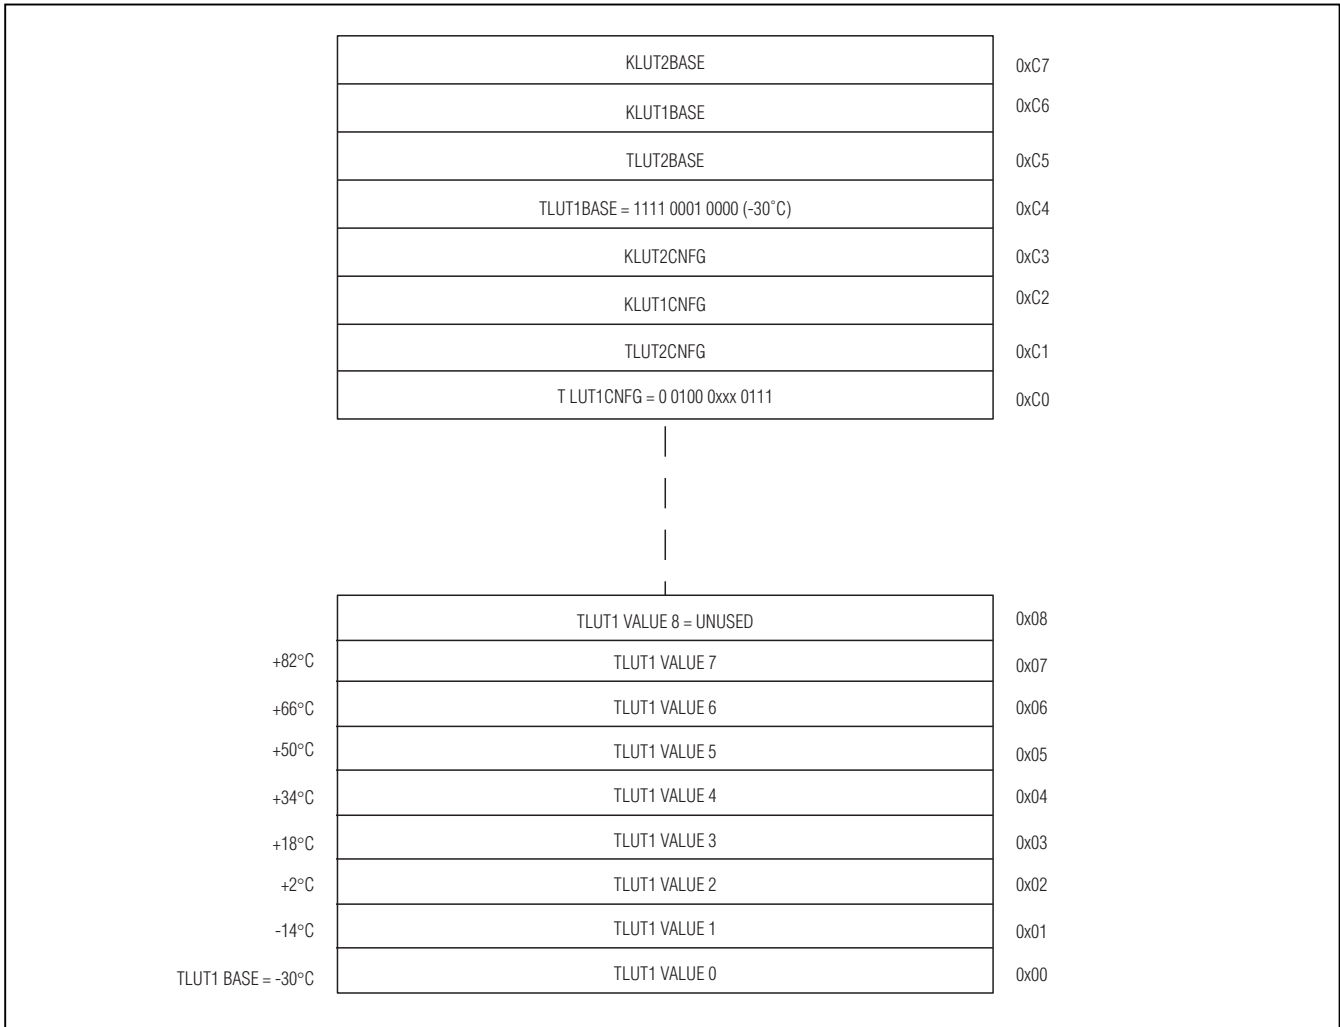 KLUT2BASE 0xC7
KLUT1BASE 0xC6
TLUT2BASE 0xC5
TLUT1BASE = 1111 0001 0000 (-30˚C) 0xC4
KLUT2CNFG 0xC3
KLUT1CNFG 0xC2
TLUT2CNFG 0xC1
T LUT1CNFG = 0 0100 0xxx 0111 0xC0
TLUT1 VALUE 8 = UNUSED 0x08
+82°C TLUT1 VALUE 7 0x07
+66°C TLUT1 VALUE 6 0x06
+50°C TLUT1 VALUE 5 0x05
+34°C TLUT1 VALUE 4 0x04
+18°C TLUT1 VALUE 3 0x03
+2°C TLUT1 VALUE 2 0x02
-14°C TLUT1 VALUE 1 0x01
TLUT1 BASE = -30°C TLUT1 VALUE 0 0x00